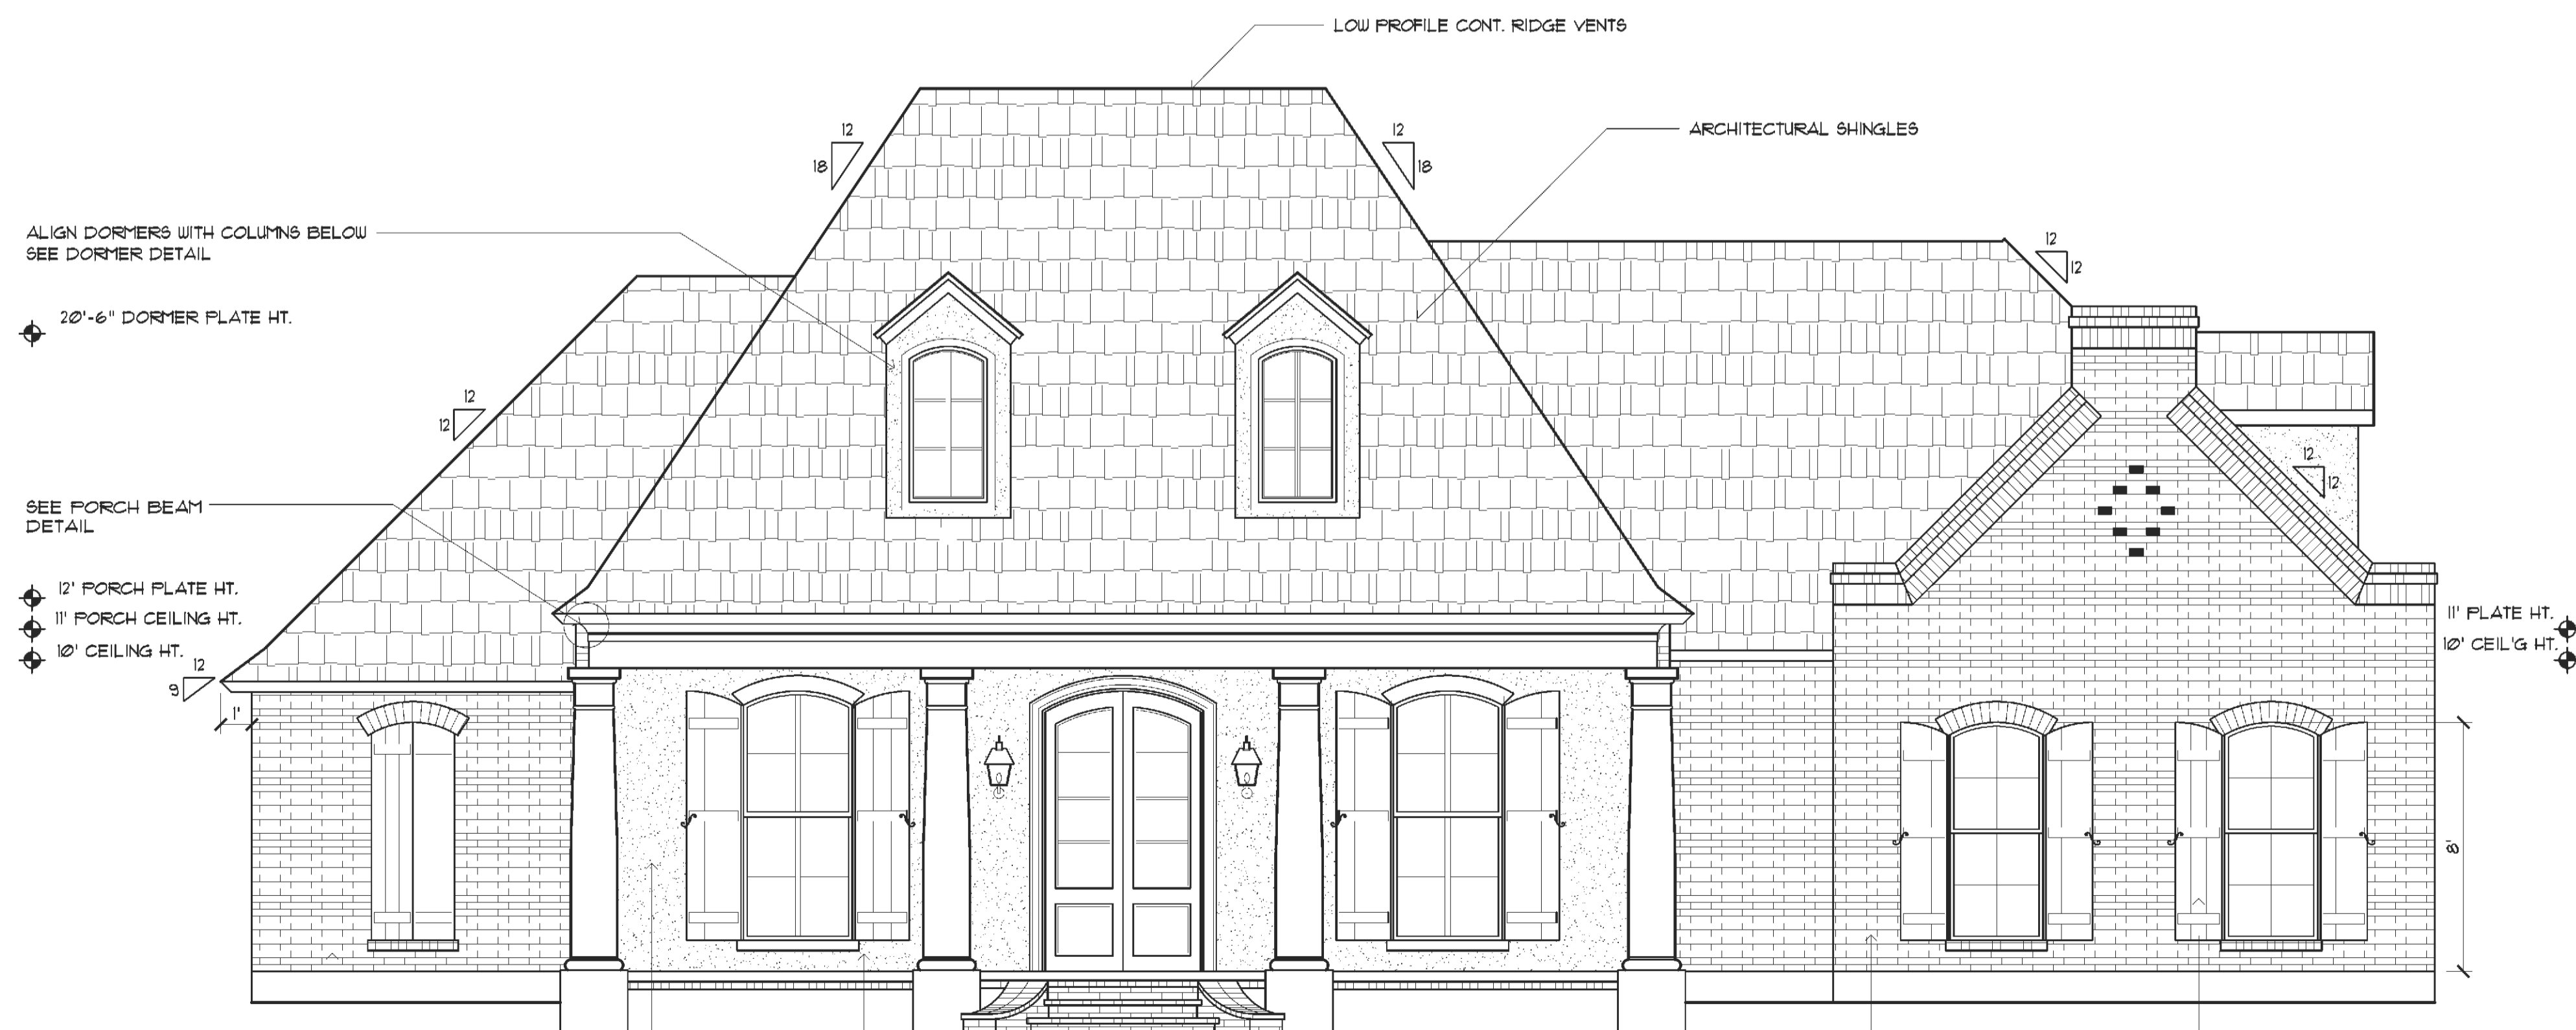 LOW PROFILE CONT. RIDGE VENTS
12
18
12
18
ARCHITECTURAL SHINGLES
ALIGN DORMERS WITH COLUMNS BELOW
SEE DORMER DETAIL
12
12
20'-6" DORMER PLATE HT.
12
12
12
12
SEE PORCH BEAM
DETAIL
12' PORCH PLATE HT.
11' PORCH CEILING HT.
10' CEILING HT.
11' PLATE HT.
10' CEIL'G HT.
12
9
1'
8'